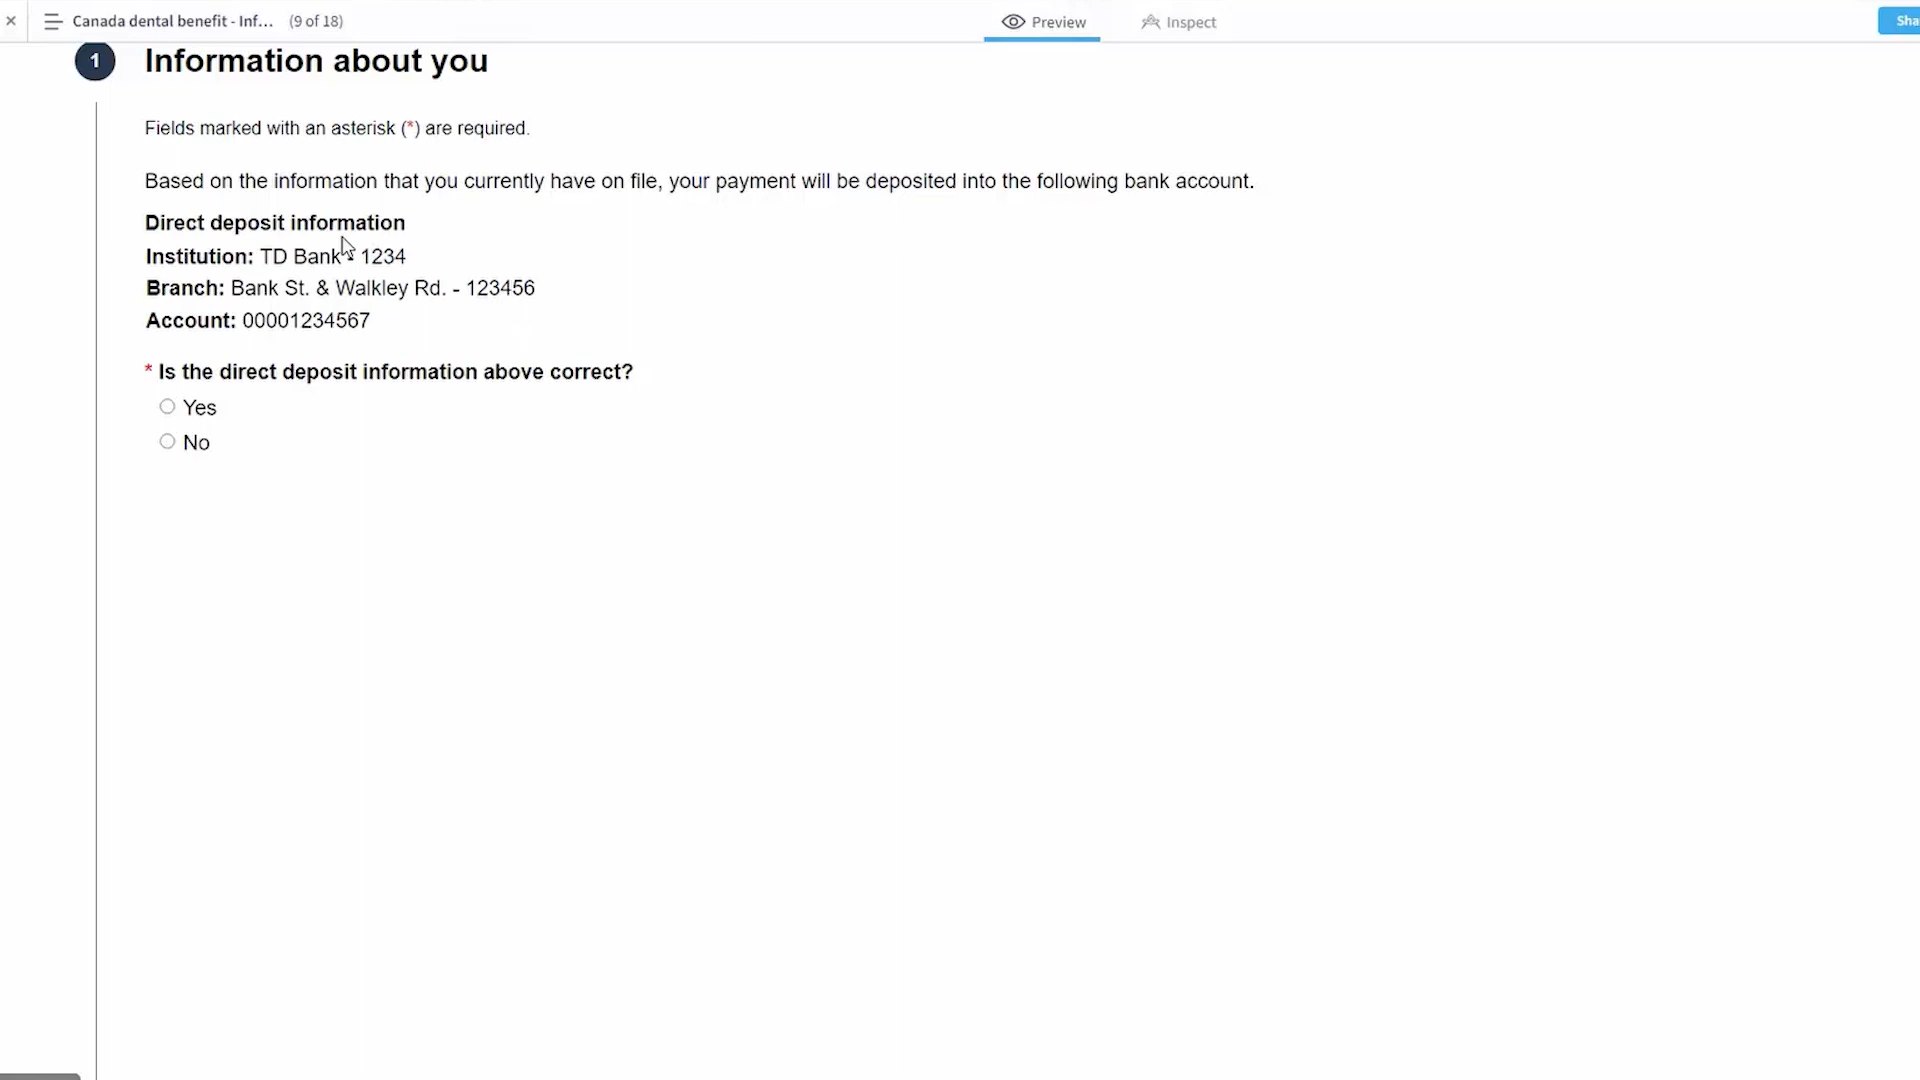 Canada dental benefit - Inf... (9 of 18)
Preview
Inspect
Sha
1 Information about you
Fields marked with an asterisk (*) are required.
Based on the information that you currently have on file, your payment will be deposited into the following bank account.
Direct deposit information
Institution: TD Bank - 1234
Branch: Bank St. & Walkley Rd. - 123456
Account: 00001234567
* Is the direct deposit information above correct?
Yes
No